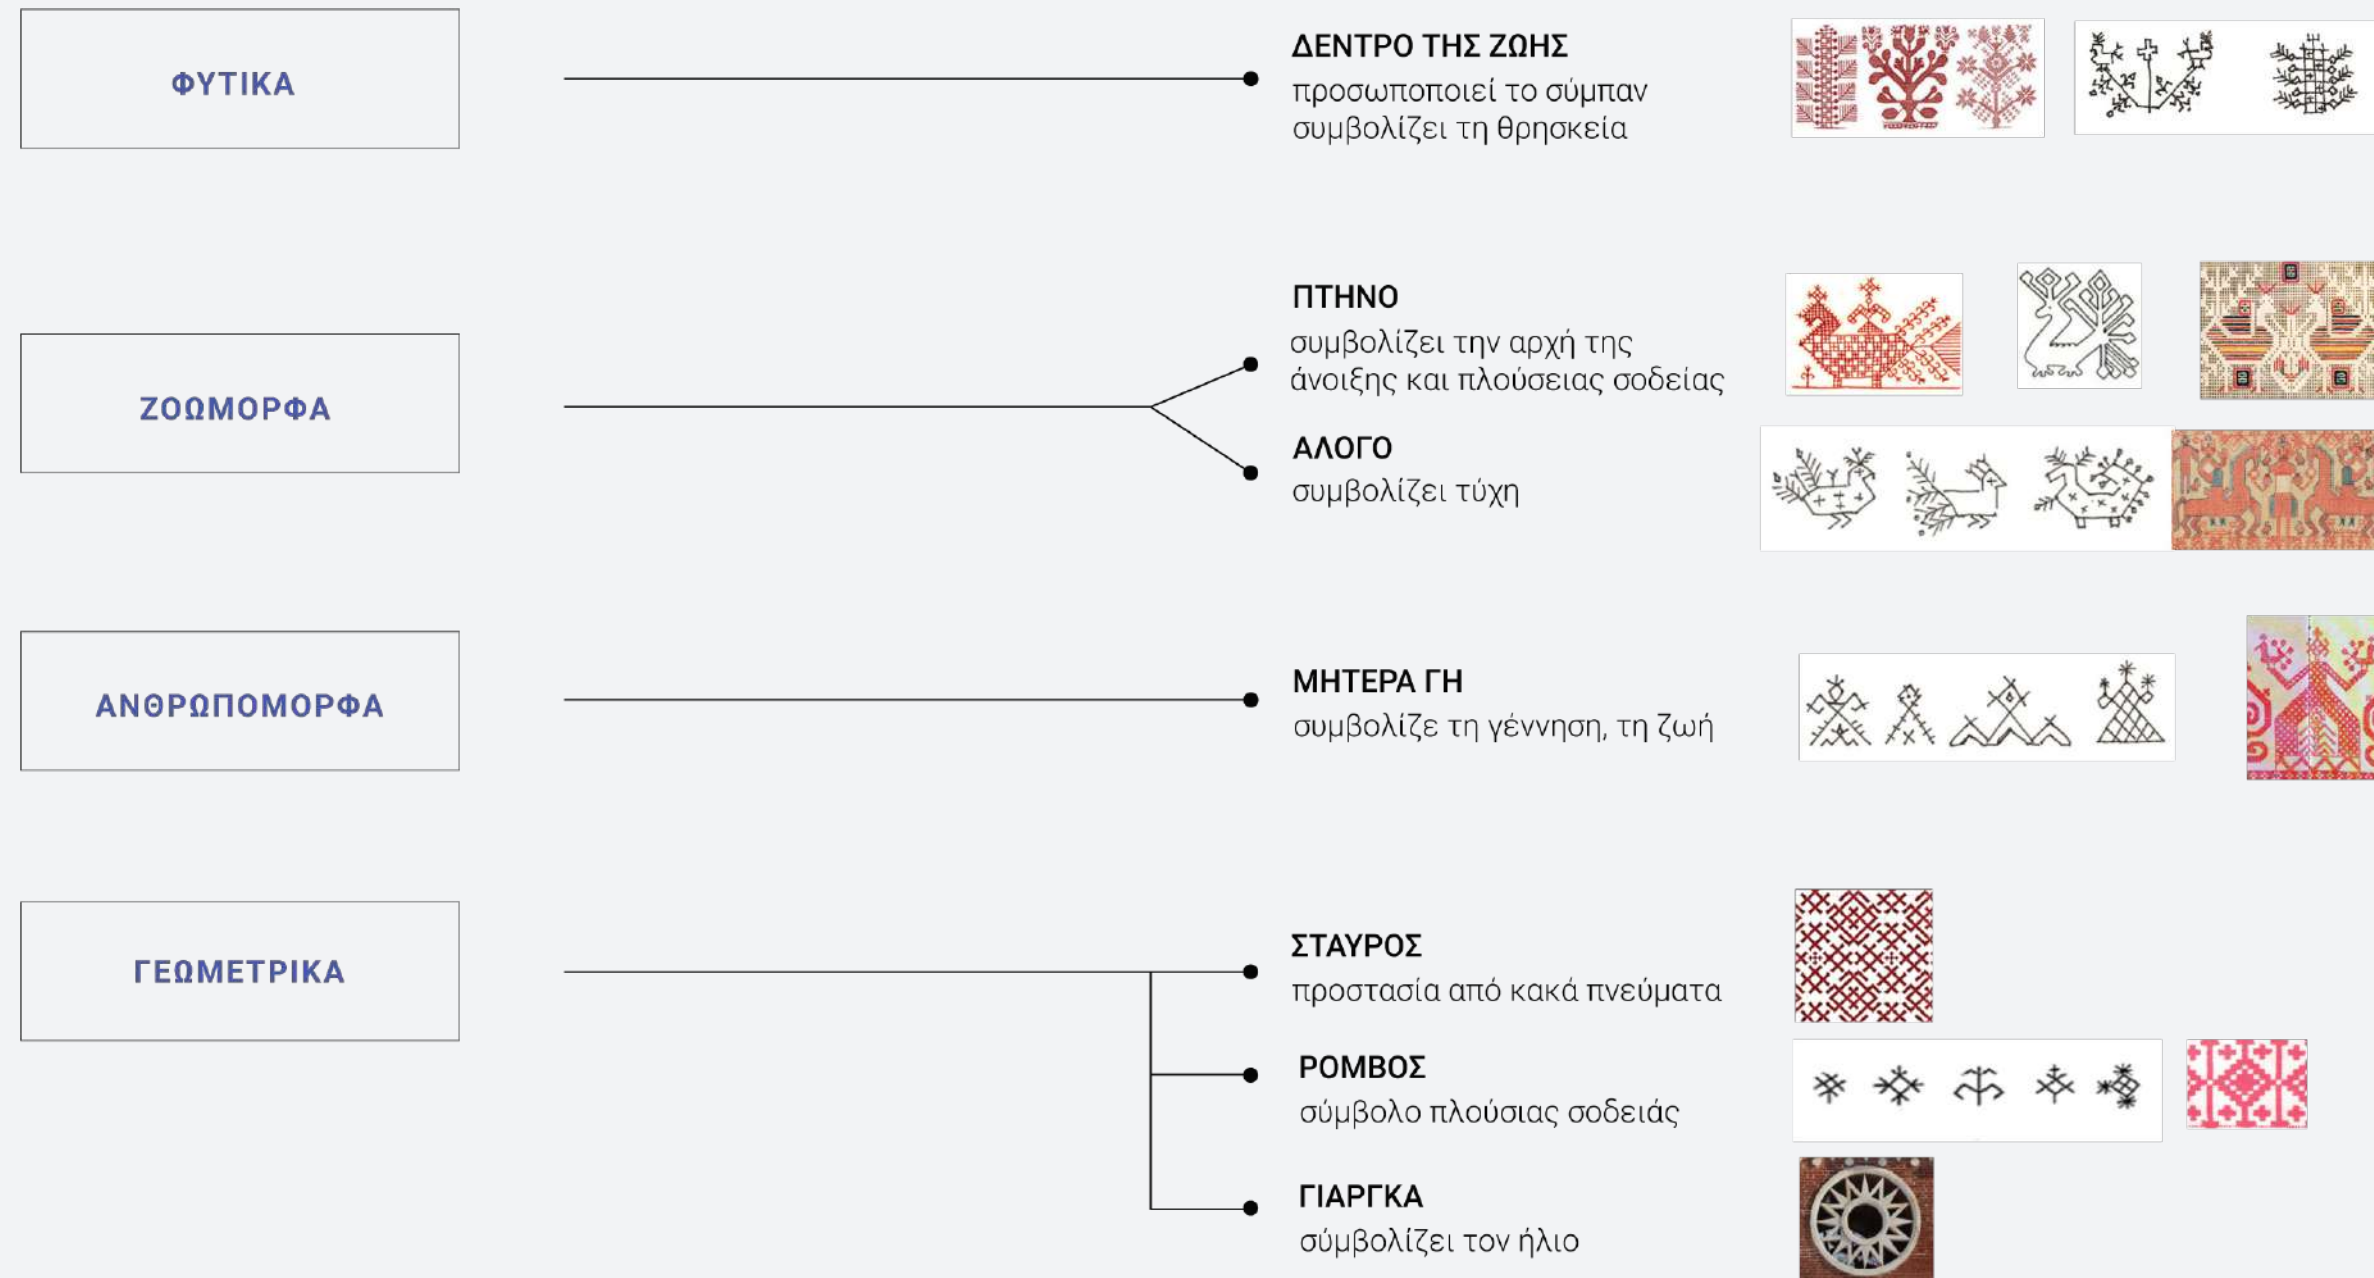 ΦΥΤΙΚΑ
ΔΕΝΤΡΟ ΤΗΣ ΖΩΗΣ
προσωποποιεί το σύμπαν
συμβολίζει τη θρησκεία
ΖΟΩΜΟΡΦΑ
ΠΤΗΝΟ
συμβολίζει την αρχή της
άνοιξης και πλούσειας σοδείας
ΑΛΟΓΟ
συμβολίζει τύχη
ΑΝΘΡΩΠΟΜΟΡΦΑ
ΜΗΤΕΡΑ ΓΗ
συμβολίζε τη γέννηση, τη ζωή
ΓΕΩΜΕΤΡΙΚΑ
ΣΤΑΥΡΟΣ
προστασία από κακά πνεύματα
ΡΟΜΒΟΣ
σύμβολο πλούσιας σοδειάς
ΓΙΑΡΓΚΑ
σύμβολίζει τον ήλιο